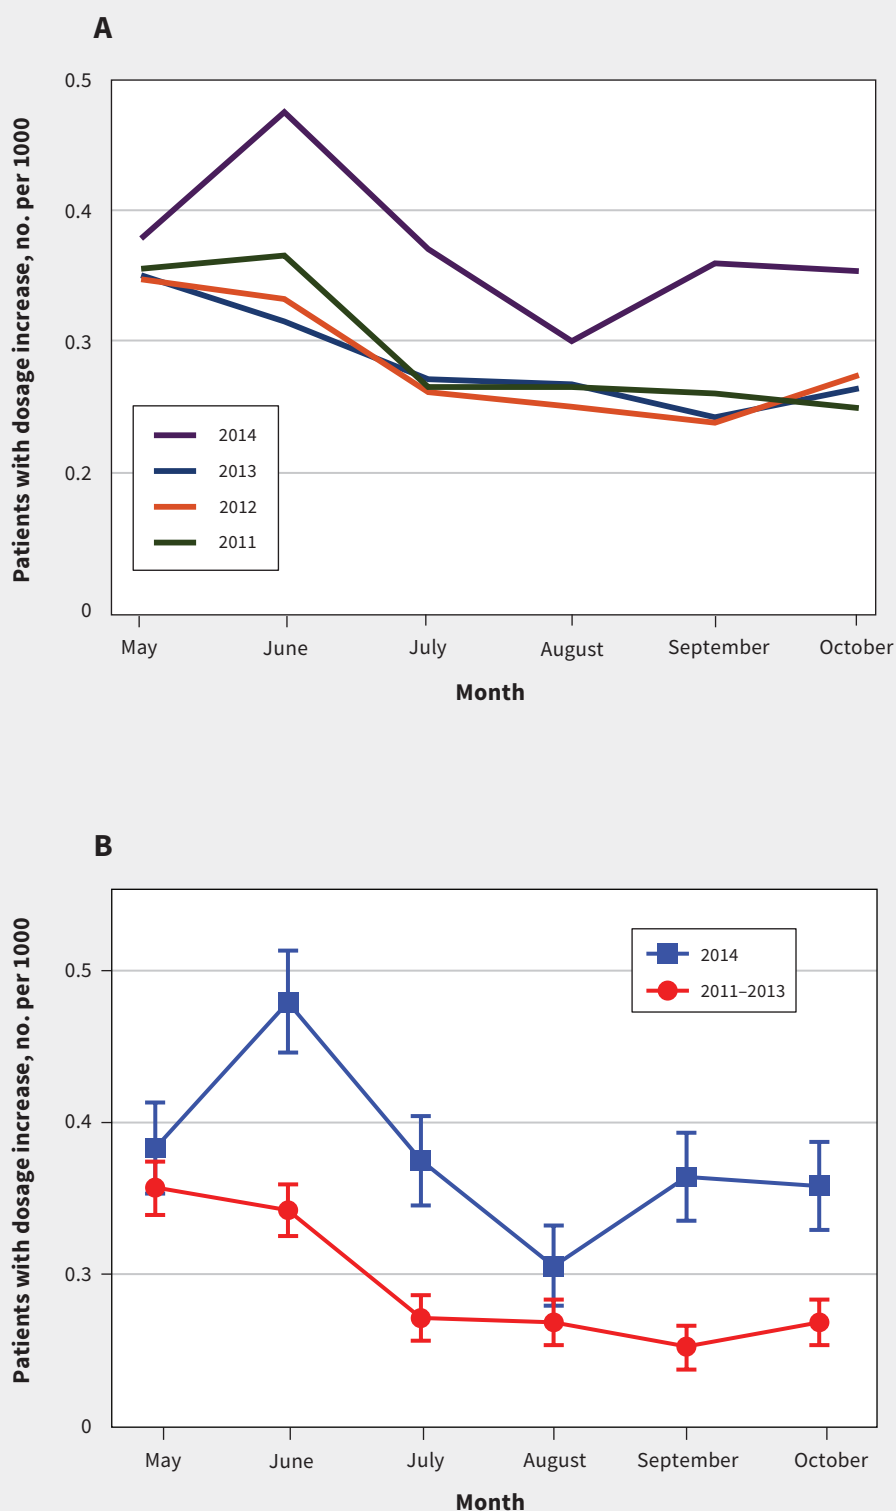 A
Patients with dosage increase, no. per 1000
0.5
0.4
0.3
0.2
0
2014
2013
2012
2011
May
June
July
August
September
October
Month
B
Patients with dosage increase, no. per 1000
0.5
0.4
0.3
0
2014
2011–2013
May
June
July
August
September
October
Month